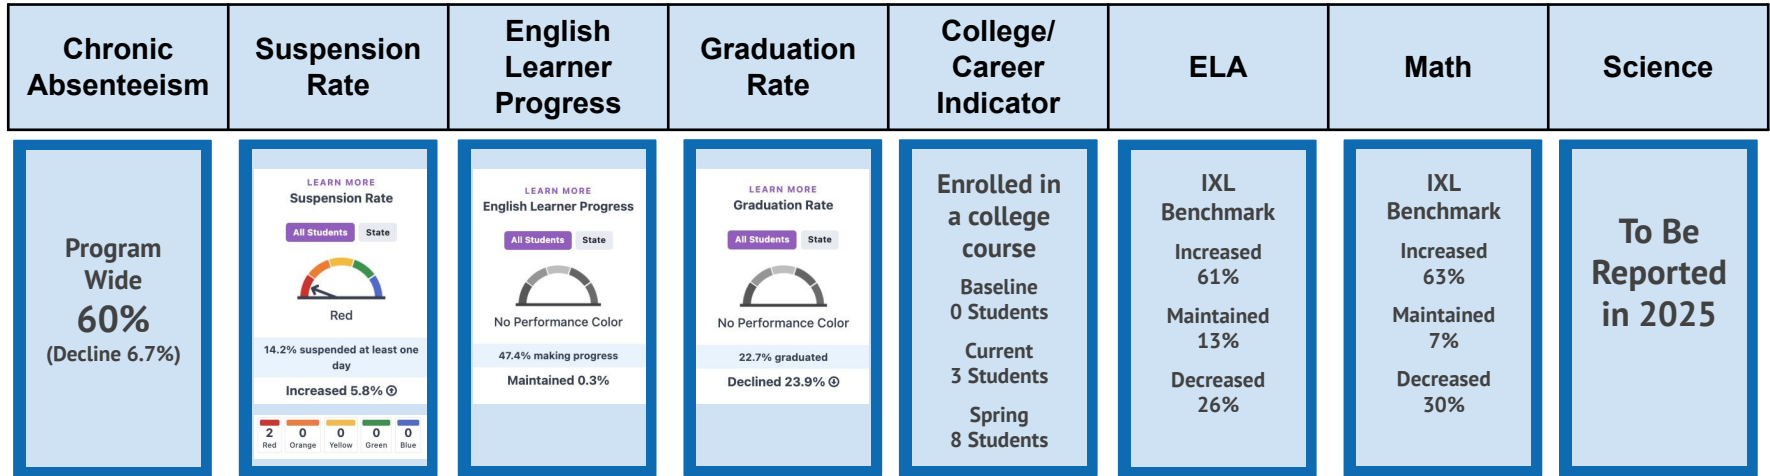 Chronic
Absenteeism
Suspension
Rate
English
Learner
Progress
Graduation
Rate
College/
Career
Indicator
ELA
Math
Science
Program
Wide
60%
(Decline 6.7%)
LEARN MORE
Suspension Rate
All Students State
Red
14.2% suspended at least one
day
Increased 5.8%
2 0 0 0 0
Red Orange Yellow Green Blue
LEARN MORE
English Learner Progress
All Students State
No Performance Color
47.4% making progress
Maintained 0.3%
LEARN MORE
Graduation Rate
All Students State
No Performance Color
22.7% graduated
Declined 23.9%
Enrolled in
a college
course
Baseline
0 Students
Current
3 Students
Spring
8 Students
IXL
Benchmark
Increased
61%
Maintained
13%
Decreased
26%
IXL
Benchmark
Increased
63%
Maintained
7%
Decreased
30%
To Be
Reported
in 2025